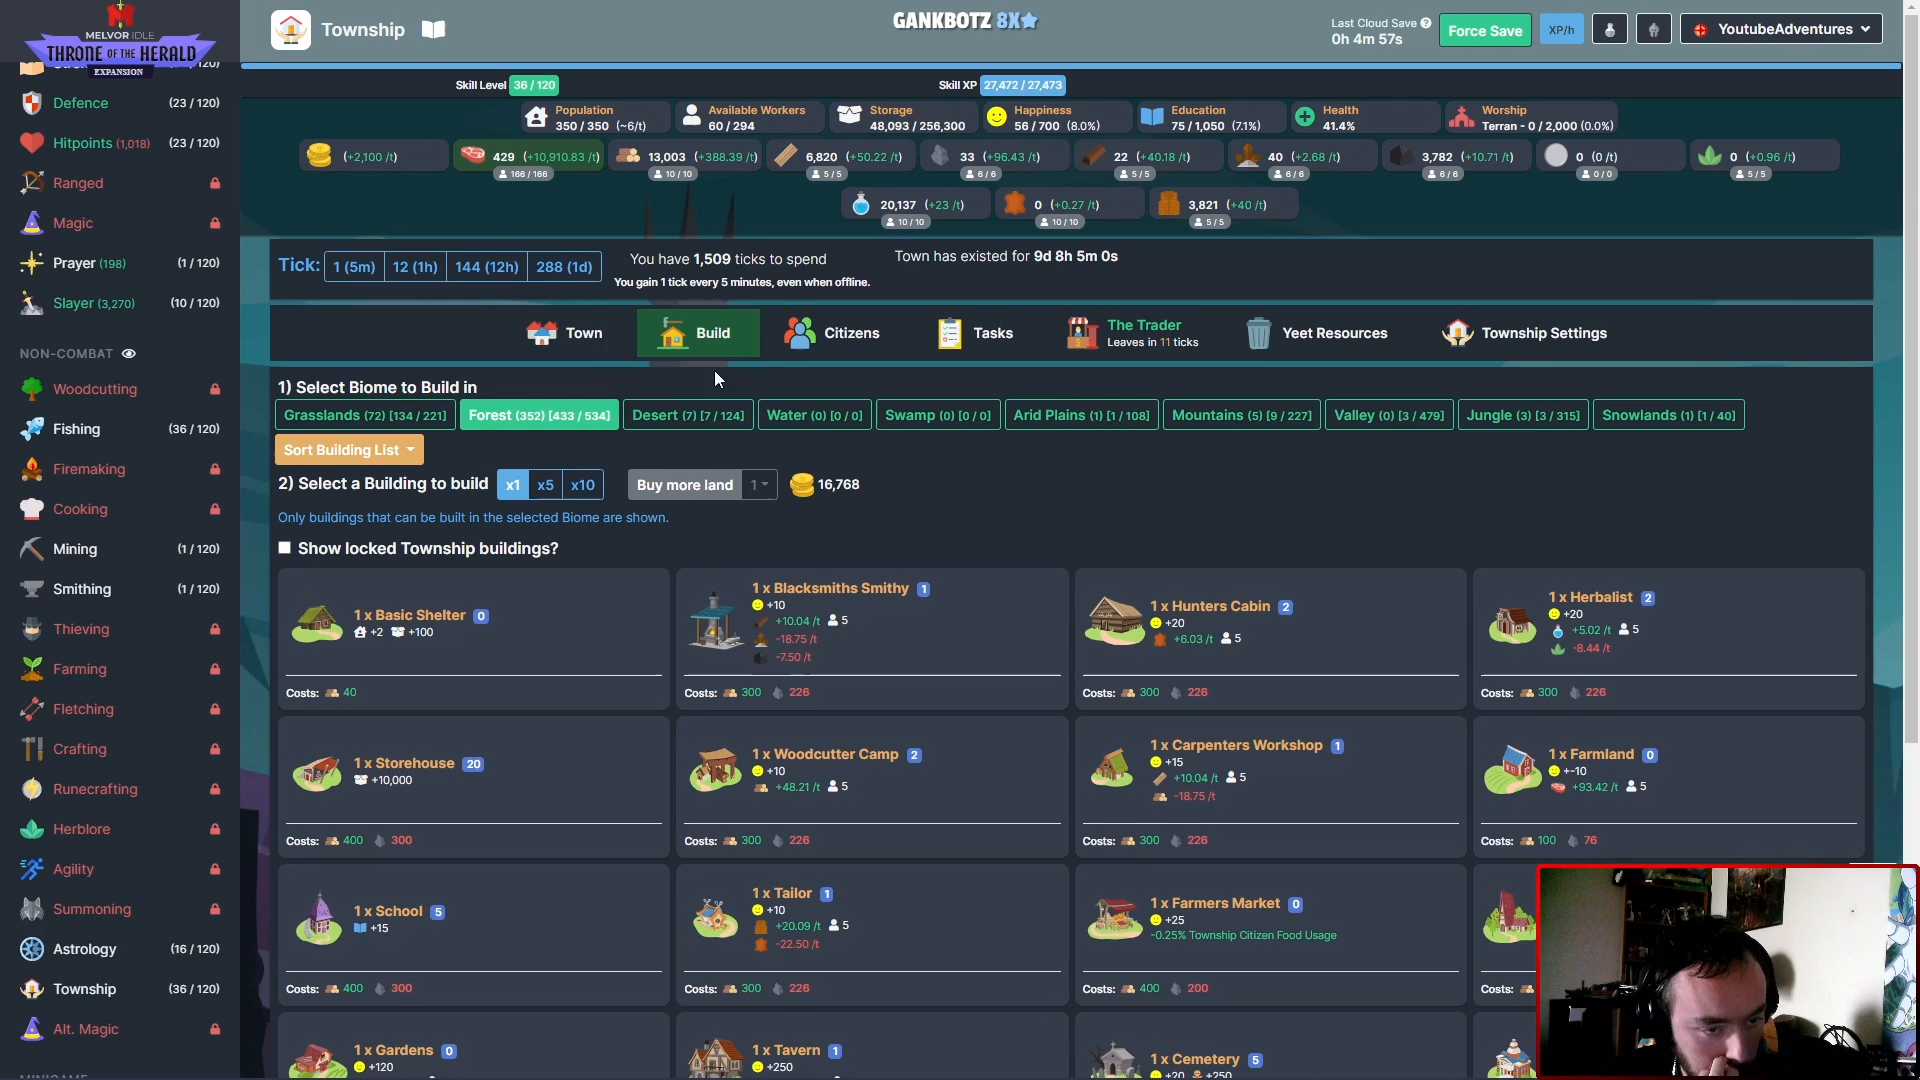 MELVOR IDLE
THRONE OF THE HERALD
EXPANSION
Township
GANKBOTZ 8X
Last Cloud Save
0h 4m 57s
Force Save
XP/h
YoutubeAdventures
Skill Level 36 / 120
Skill XP 27,472 / 27,473
Population
350 / 350 (~6/t)
Available Workers
60 / 294
Storage
48,093 / 256,300
Happiness
56 / 700 (8.0%)
Education
75 / 1,050 (7.1%)
Health
41.4%
Worship
Terran - 0 / 2,000 (0.0%)
(+2,100 /t)
429 (+10,910.83 /t)
166 / 166
13,003 (+388.39 /t)
10 / 10
6,820 (+50.22 /t)
5 / 5
33 (+96.43 /t)
6 / 6
22 (+40.18 /t)
5 / 5
40 (+2.68 /t)
6 / 6
3,782 (+10.71 /t)
6 / 6
0 (0 /t)
0 / 0
0 (+0.96 /t)
5 / 5
20,137 (+23 /t)
10 / 10
0 (+0.27 /t)
10 / 10
3,821 (+40 /t)
5 / 5
Tick: 1 (5m) 12 (1h) 144 (12h) 288 (1d)
You have 1,509 ticks to spend
You gain 1 tick every 5 minutes, even when offline.
Town has existed for 9d 8h 5m 0s
Town
Build
Citizens
Tasks
The Trader
Leaves in 11 ticks
Yeet Resources
Township Settings
1) Select Biome to Build in
Grasslands (72) [134 / 221] Forest (352) [433 / 534] Desert (7) [7 / 124] Water (0) [0 / 0] Swamp (0) [0 / 0] Arid Plains (1) [1 / 108] Mountains (5) [9 / 227] Valley (0) [3 / 479] Jungle (3) [3 / 315] Snowlands (1) [1 / 40]
Sort Building List
2) Select a Building to build x1 x5 x10 Buy more land 1 16,768
Only buildings that can be built in the selected Biome are shown.
Show locked Township buildings?
1 x Basic Shelter 0
+2 +100
Costs: 40
1 x Blacksmiths Smithy 1
+10
+10.04 /t 5
-18.75 /t
-7.50 /t
Costs: 300 226
1 x Hunters Cabin 2
+20
+6.03 /t 5
Costs: 300 226
1 x Herbalist 2
+20
+5.02 /t 5
-8.44 /t
Costs: 300 226
1 x Storehouse 20
+10,000
Costs: 400 300
1 x Woodcutter Camp 2
+10
+48.21 /t 5
Costs: 300 226
1 x Carpenters Workshop 1
+15
+10.04 /t 5
-18.75 /t
Costs: 300 226
1 x Farmland 0
+-10
+93.42 /t 5
Costs: 100 76
1 x School 5
+15
Costs: 400 300
1 x Tailor 1
+10
+20.09 /t 5
-22.50 /t
Costs: 300 226
1 x Farmers Market 0
+25
-0.25% Township Citizen Food Usage
Costs: 400 200
Costs:
1 x Gardens 0
+120
1 x Tavern 1
+250
1 x Cemetery 5
+20 +250
Defence (23 / 120)
Hitpoints (1,018) (23 / 120)
Ranged
Magic
Prayer (198) (1 / 120)
Slayer (3,270) (10 / 120)
NON-COMBAT
Woodcutting
Fishing (36 / 120)
Firemaking
Cooking
Mining (1 / 120)
Smithing (1 / 120)
Thieving
Farming
Fletching
Crafting
Runecrafting
Herblore
Agility
Summoning
Astrology (16 / 120)
Township (36 / 120)
Alt. Magic